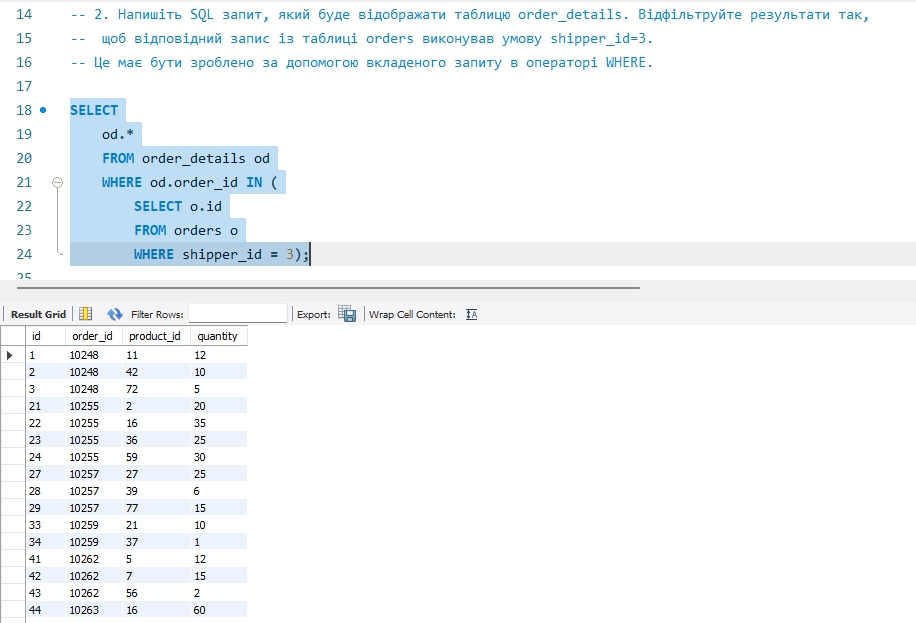 14 -- 2. Напишіть SQL запит, який буде відображати таблицю order_details. Відфільтруйте результати так,
15 -- щоб відповідний запис із таблиці orders виконував умову shipper_id=3.
16 -- Це має бути зроблено за допомогою вкладеного запиту в операторі WHERE.
17
18 SELECT
19 od.*
20 FROM order_details od
21 WHERE od.order_id IN (
22 SELECT o.id
23 FROM orders o
24 WHERE shipper_id = 3);
25
Result Grid Filter Rows: Export: Wrap Cell Content: IA
id order_id product_id quantity
1 10248 11 12
2 10248 42 10
3 10248 72 5
21 10255 2 20
22 10255 16 35
23 10255 36 25
24 10255 59 30
27 10257 27 25
28 10257 39 6
29 10257 77 15
33 10259 21 10
34 10259 37 1
41 10262 5 12
42 10262 7 15
43 10262 56 2
44 10263 16 60